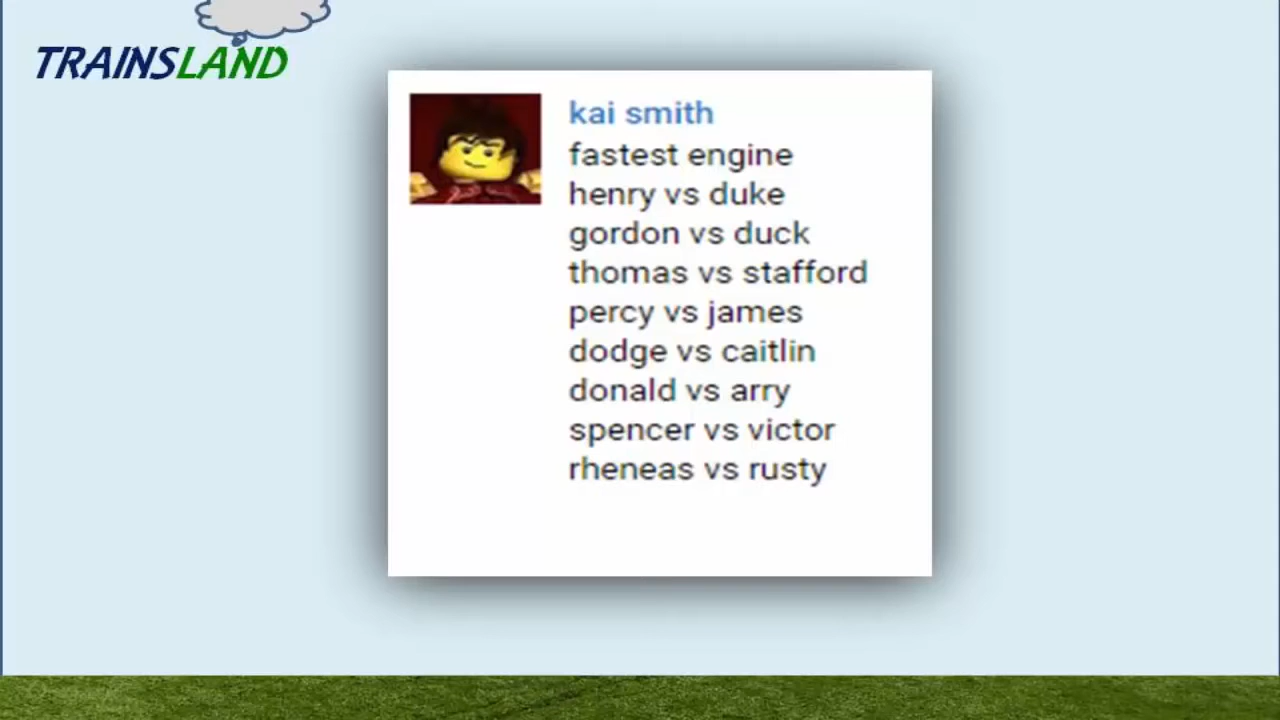 TRAINSLAND
kai smith
fastest engine
henry vs duke
gordon vs duck
thomas vs stafford
percy vs james
dodge vs caitlin
donald vs arry
spencer vs victor
rheneas vs rusty